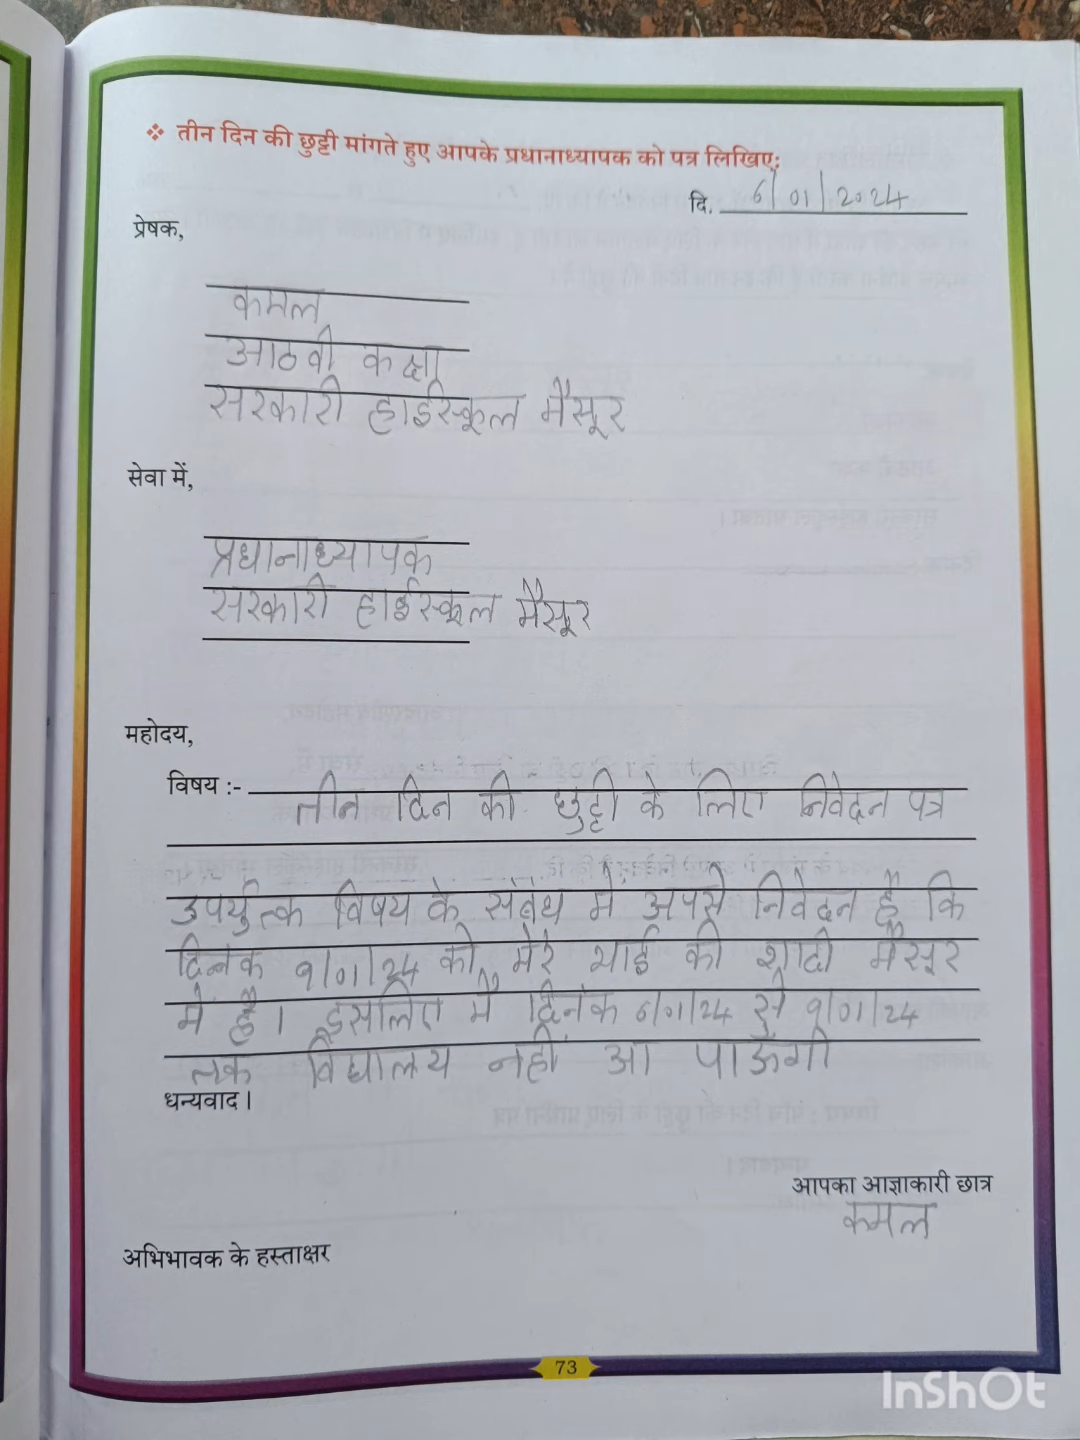 ❖ तीन दिन की छुट्टी मांगते हुए आपके प्रधानाध्यापक को पत्र लिखिए:
दि. 6/01/2024
प्रेषक,
कमल
आठवी कक्षा
सरकारी हाईस्कूल मैसूर
सेवा में,
प्रधानाध्यापक
सरकारी हाईस्कूल मैसूर
महोदय,
विषय :- तीन दिन की छुट्टी के लिए निवेदन पत्र
उपर्युत्क विषय के संबंध में आपसे निवेदन है कि
दिनंक 9/01/24 को मेरे भाई की शादी मैसूर
में है। इसलिए मैं दिनंक 6/01/24 से 9/01/24
तक विद्यालय नहीं आ पाऊंगी
धन्यवाद।
आपका आज्ञाकारी छात्र
कमल
अभिभावक के हस्ताक्षर
73
InShOt